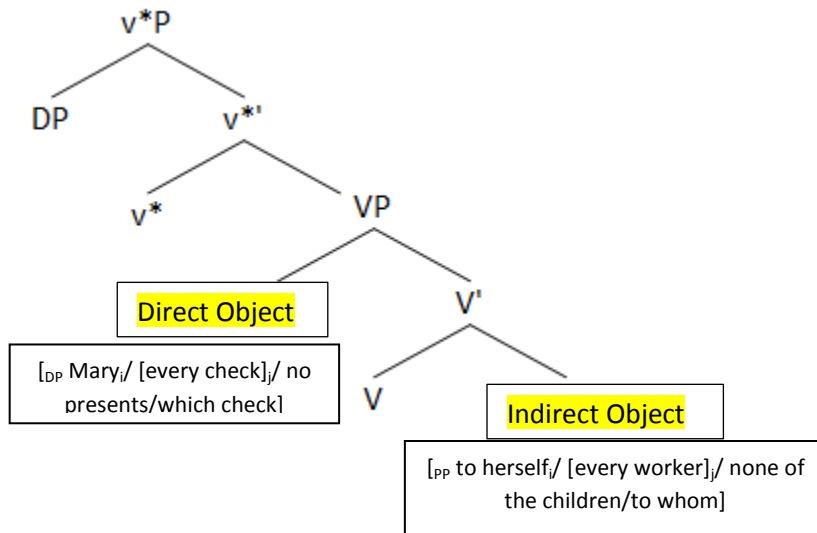 v*P
DP
v*'
v*
VP
Direct Object
V'
[DP Maryi/ [every check]j/ no
presents/which check]
V
Indirect Object
[PP to herselfi/ [every worker]j/ none of
the children/to whom]